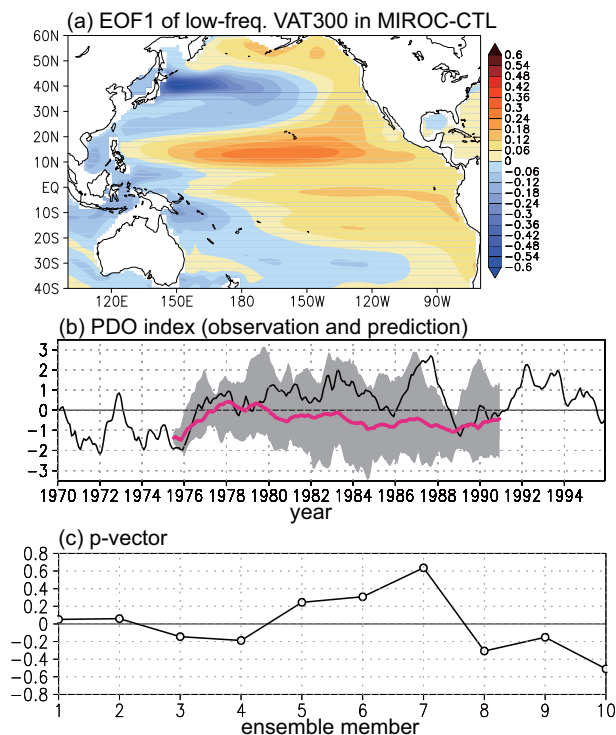 (a) EOF1 of low-freq. VAT300 in MIROC-CTL
60N
50N
40N
30N
20N
10N
EQ
10S
20S
30S
40S
120E 150E 180 150W 120W 90W
0.6
0.54
0.48
0.42
0.36
0.3
0.24
0.18
0.12
0.06
0
-0.06
-0.12
-0.18
-0.24
-0.3
-0.36
-0.42
-0.48
-0.54
-0.6
(b) PDO index (observation and prediction)
3
2
1
0
-1
-2
-3
1970 1972 1974 1976 1978 1980 1982 1984 1986 1988 1990 1992 1994
year
(c) p-vector
0.8
0.6
0.4
0.2
0
-0.2
-0.4
-0.6
-0.8
1 2 3 4 5 6 7 8 9 10
ensemble member